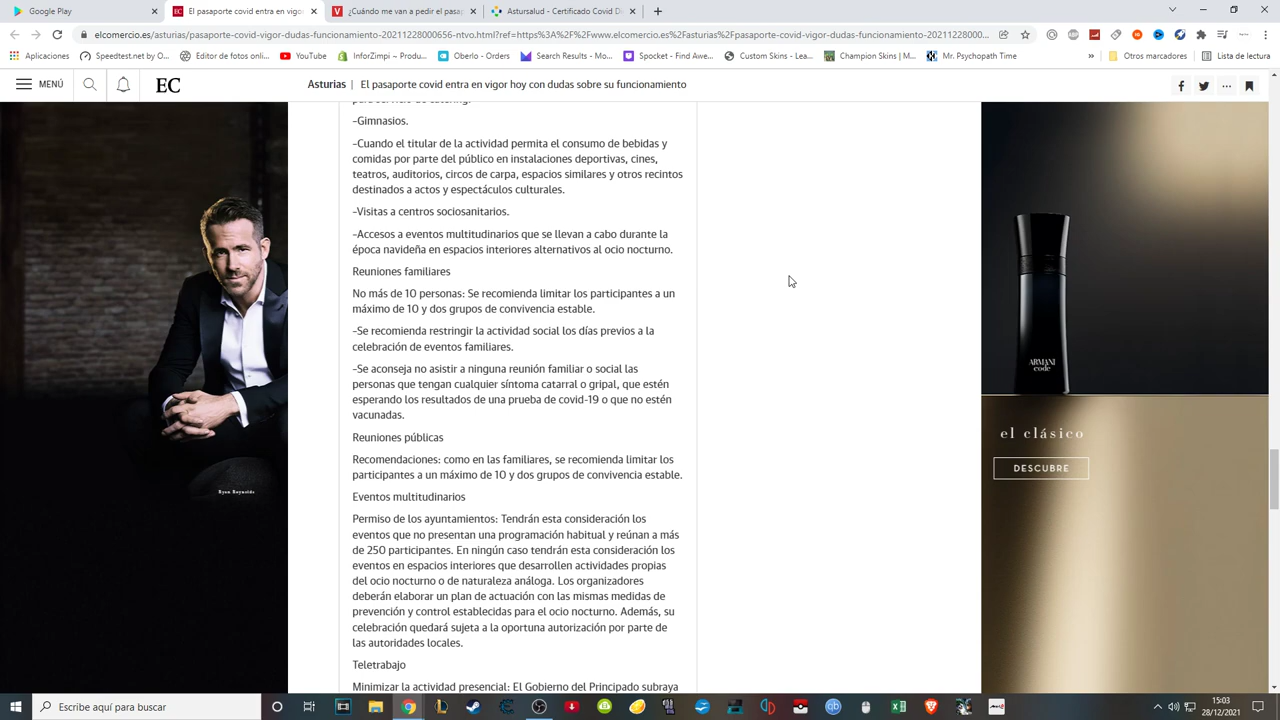 Google Play
El pasaporte covid entra en vigor
¿Cuándo me van a pedir el pasap
Astursalud - Certificado Covid Di
elcomercio.es/asturias/pasaporte-covid-vigor-dudas-funcionamiento-20211128000656-ntvo.html?ref=https%3A%2F%2Fwww.elcomercio.es%2Fasturias%2Fpasaporte-covid-vigor-dudas-funcionamiento-20211228000...
Aplicaciones
Speedtest.net by O...
Editor de fotos onli...
YouTube
InforZimpi – Produ...
Oberlo - Orders
Search Results - Mo...
Spocket - Find Awe...
Custom Skins - Lea...
Champion Skins | M...
Mr. Psychopath Time
Otros marcadores
Lista de lectura
MENÚ
EC
Asturias | El pasaporte covid entra en vigor hoy con dudas sobre su funcionamiento
-Gimnasios.
-Cuando el titular de la actividad permita el consumo de bebidas y
comidas por parte del público en instalaciones deportivas, cines,
teatros, auditorios, circos de carpa, espacios similares y otros recintos
destinados a actos y espectáculos culturales.
-Visitas a centros sociosanitarios.
-Accesos a eventos multitudinarios que se llevan a cabo durante la
época navideña en espacios interiores alternativos al ocio nocturno.
Reuniones familiares
No más de 10 personas: Se recomienda limitar los participantes a un
máximo de 10 y dos grupos de convivencia estable.
-Se recomienda restringir la actividad social los días previos a la
celebración de eventos familiares.
-Se aconseja no asistir a ninguna reunión familiar o social las
personas que tengan cualquier síntoma catarral o gripal, que estén
esperando los resultados de una prueba de covid-19 o que no estén
vacunadas.
Reuniones públicas
Recomendaciones: como en las familiares, se recomienda limitar los
participantes a un máximo de 10 y dos grupos de convivencia estable.
Eventos multitudinarios
Permiso de los ayuntamientos: Tendrán esta consideración los
eventos que no presentan una programación habitual y reúnan a más
de 250 participantes. En ningún caso tendrán esta consideración los
eventos en espacios interiores que desarrollen actividades propias
del ocio nocturno o de naturaleza análoga. Los organizadores
deberán elaborar un plan de actuación con las mismas medidas de
prevención y control establecidas para el ocio nocturno. Además, su
celebración quedará sujeta a la oportuna autorización por parte de
las autoridades locales.
Teletrabajo
Minimizar la actividad presencial: El Gobierno del Principado subraya
Ryan Reynolds
ARMANI
code
el clásico
DESCUBRE
Escribe aquí para buscar
15:03
28/12/2021